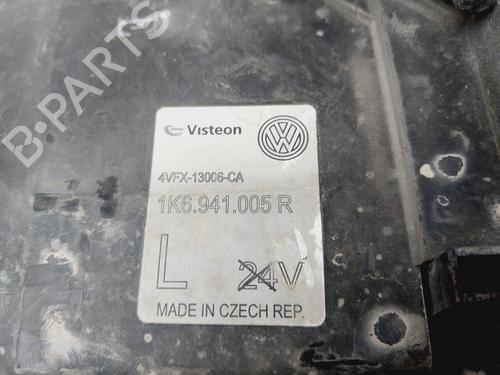 B-PARTS
Visteon
4VFX-13006-CA
1K6.941.005 R
L 24V
MADE IN CZECH REP.